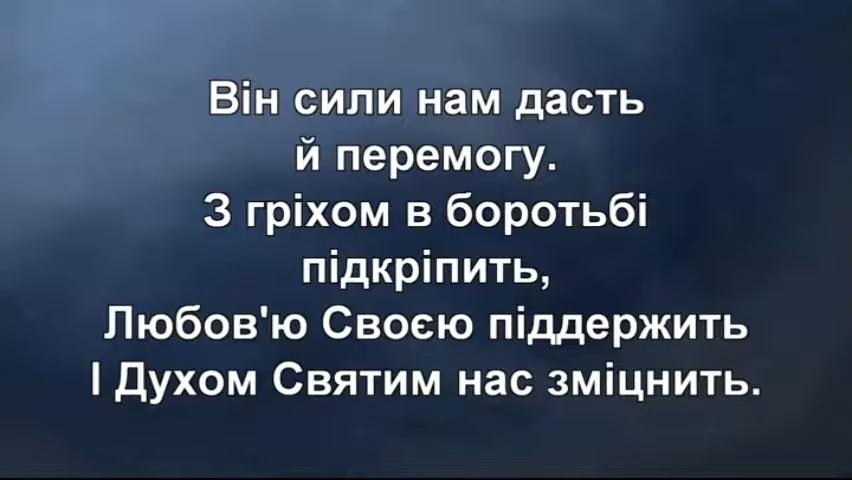 Він сили нам дасть
й перемогу.
З гріхом в боротьбі
підкріпить,
Любов'ю Своєю піддержить
І Духом Святим нас зміцнить.